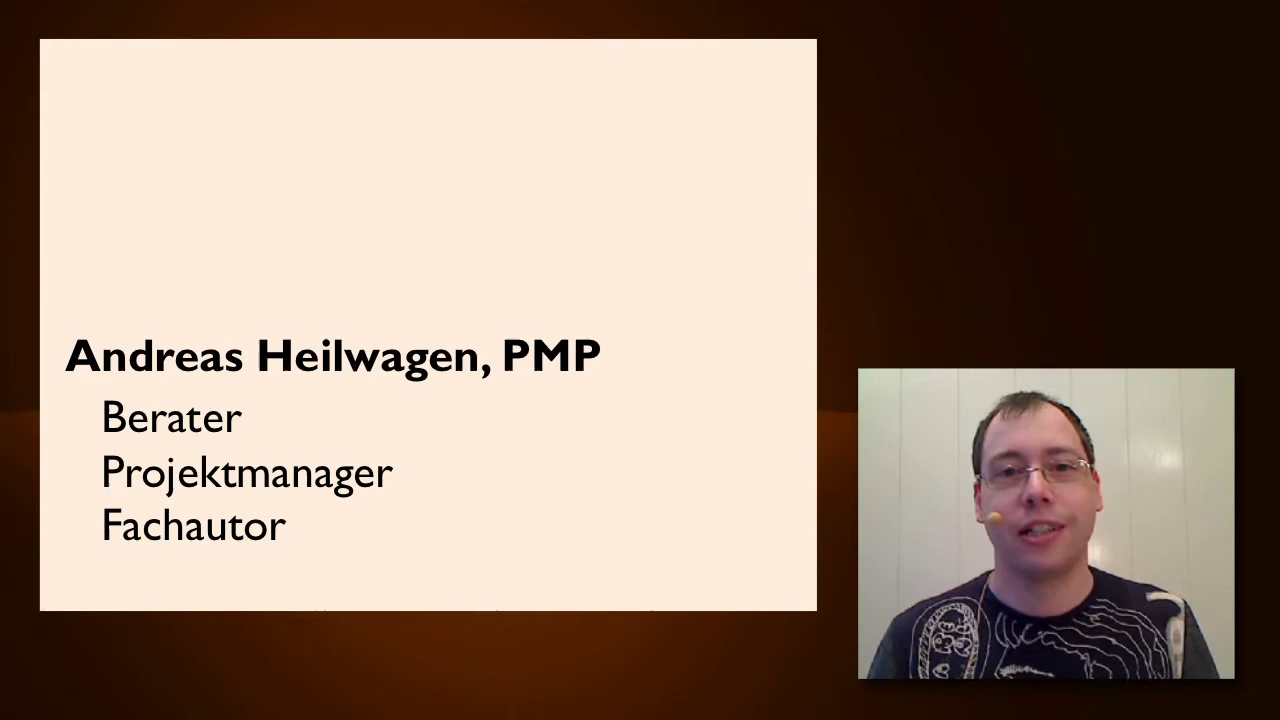 Andreas Heilwagen, PMP
Berater
Projektmanager
Fachautor